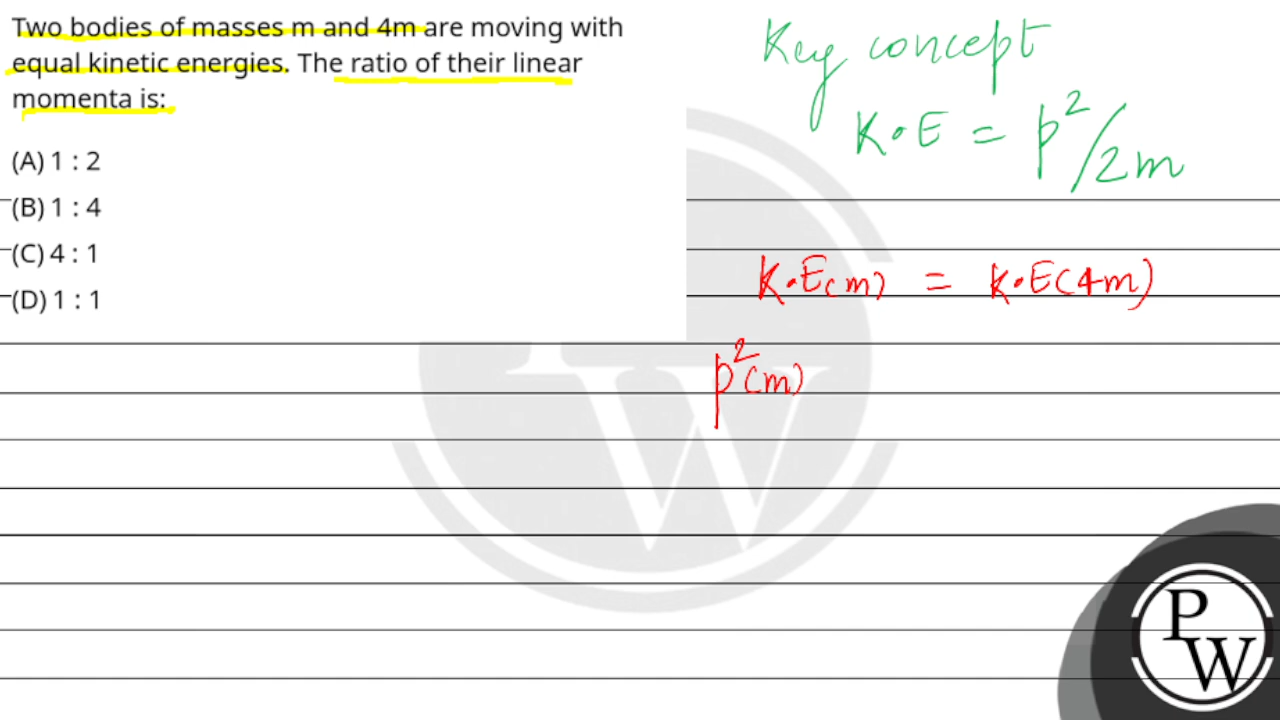 Two bodies of masses m and 4m are moving with
equal kinetic energies. The ratio of their linear
momenta is:
(A) 1 : 2
(B) 1 : 4
(C) 4 : 1
(D) 1 : 1
Key concept
K.E = p²/2m
K.E(m) = K.E(4m)
p²(m)
W
P
W